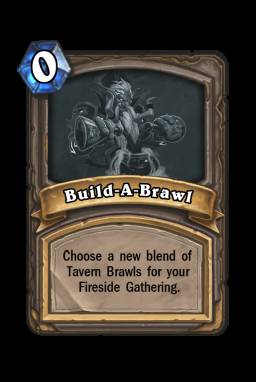 0
Build-A-Brawl
Choose a new blend of
Tavern Brawls for your
Fireside Gathering.